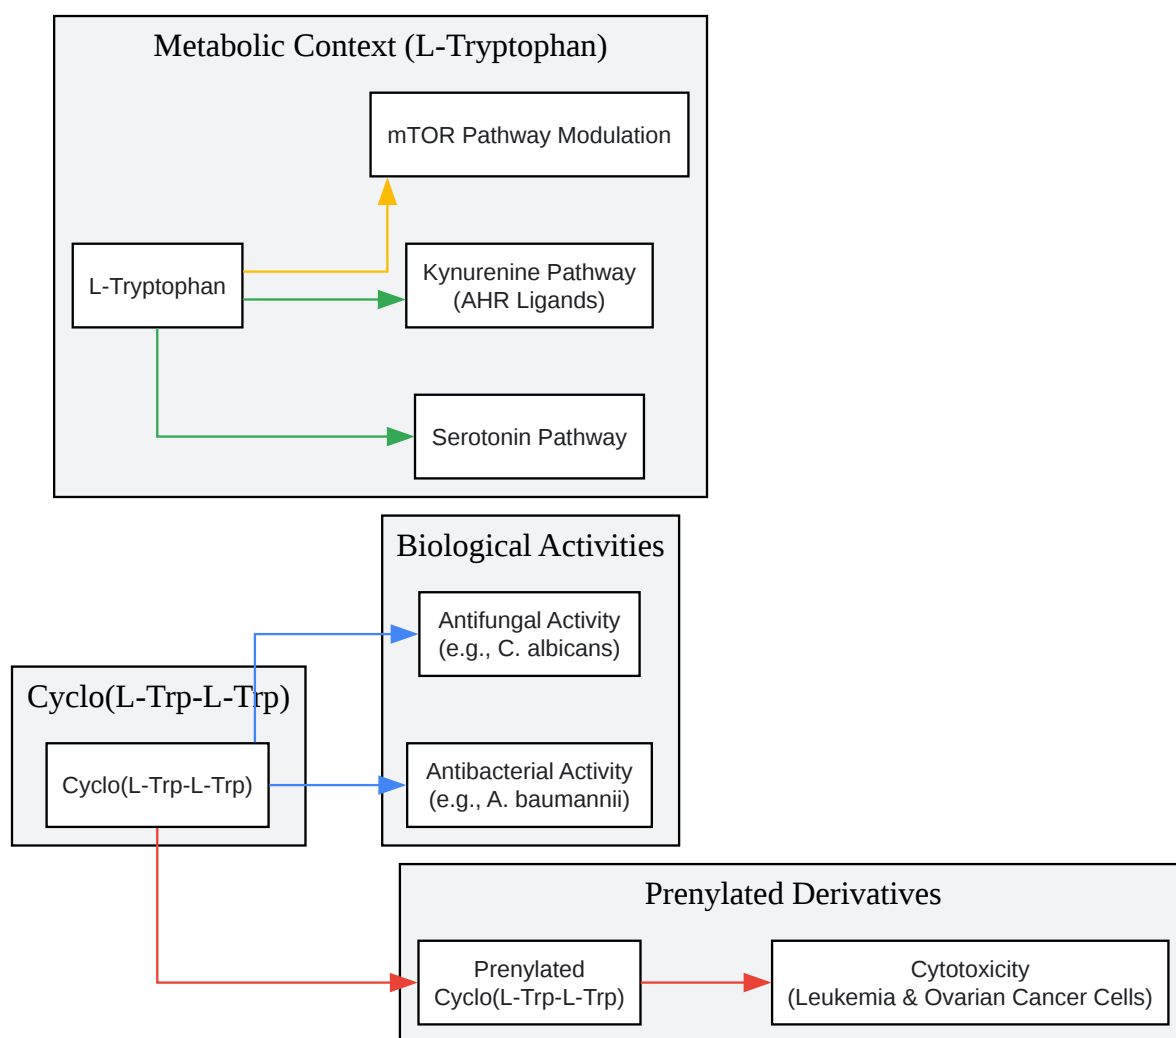 Metabolic Context (L-Tryptophan)
mTOR Pathway Modulation
L-Tryptophan
Kynurenine Pathway
(AHR Ligands)
Serotonin Pathway
Biological Activities
Antifungal Activity
(e.g., C. albicans)
Cyclo(L-Trp-L-Trp)
Cyclo(L-Trp-L-Trp)
Antibacterial Activity
(e.g., A. baumannii)
Prenylated Derivatives
Prenylated
Cyclo(L-Trp-L-Trp)
Cytotoxicity
(Leukemia & Ovarian Cancer Cells)